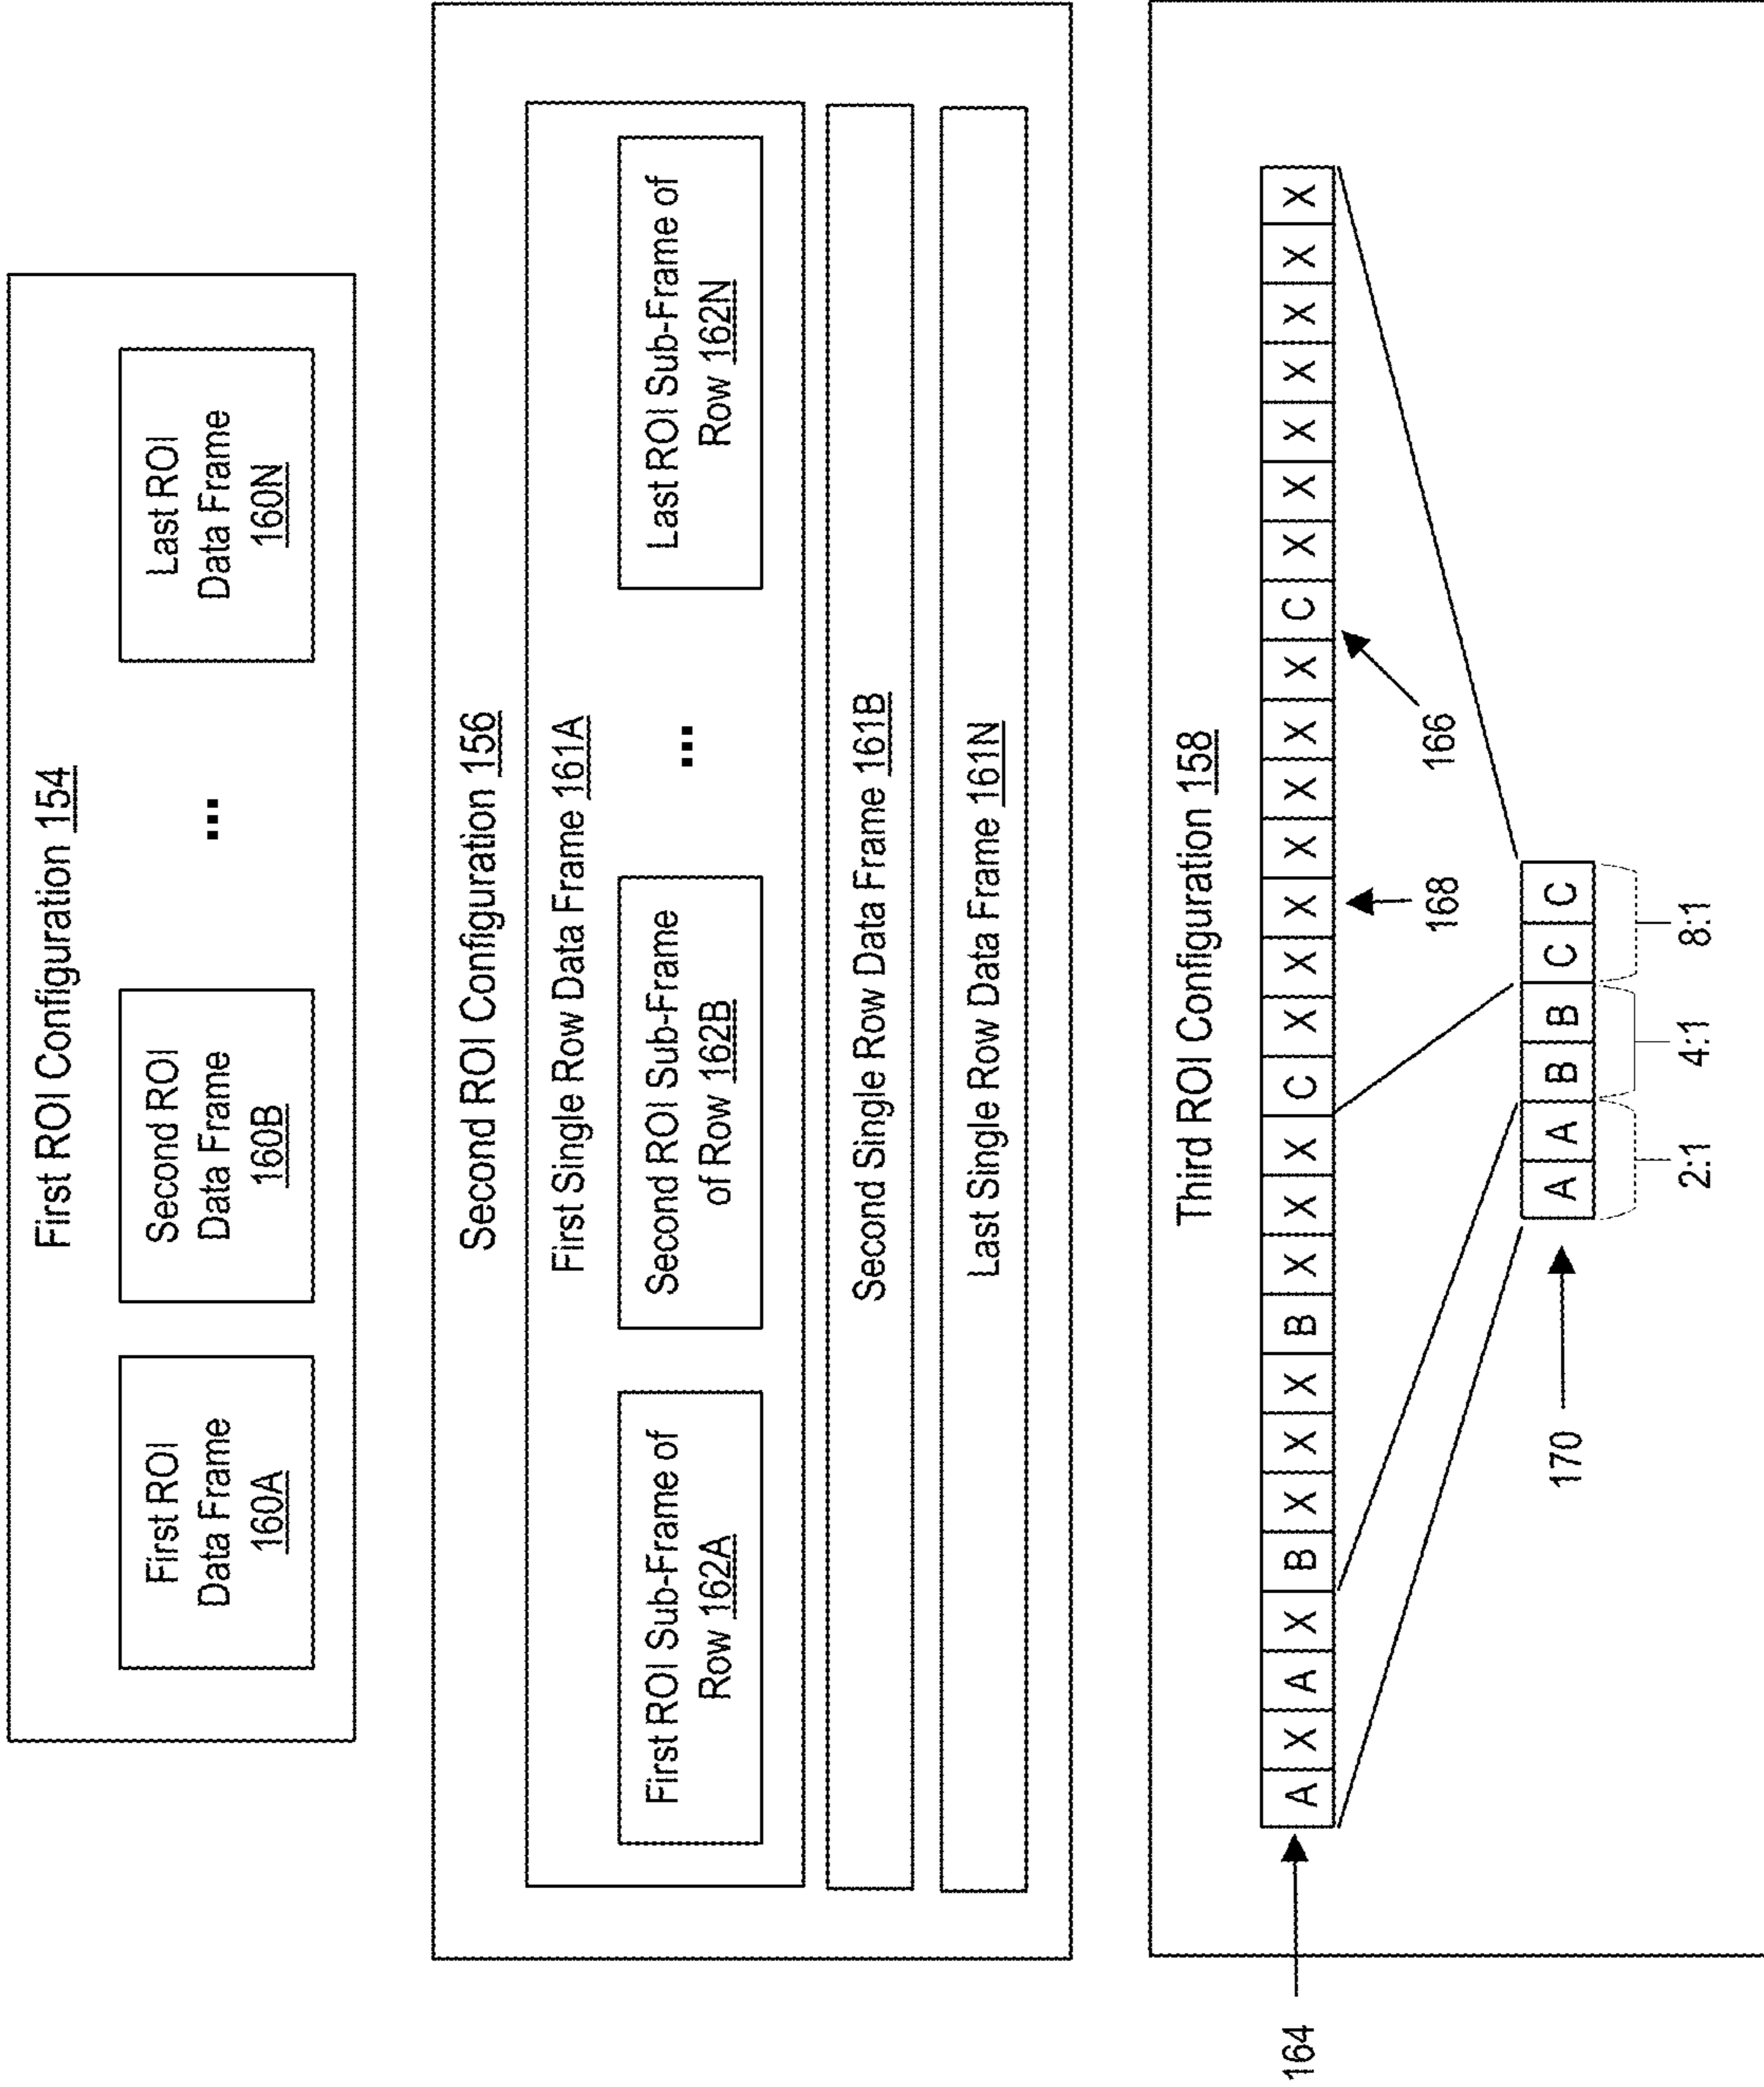 First ROI Configuration 154
First ROI
Data Frame
160A
Second ROI
Data Frame
160B
...
Last ROI
Data Frame
160N
Second ROI Configuration 156
First Single Row Data Frame 161A
First ROI Sub-Frame of
Row 162A
Second ROI Sub-Frame
of Row 162B
...
Last ROI Sub-Frame of
Row 162N
Second Single Row Data Frame 161B
Last Single Row Data Frame 161N
Third ROI Configuration 158
164
A X A X B X X X B X X X C X X X X X X X C X X X X X X X
168
166
170
A A B B C C
2:1
4:1
8:1